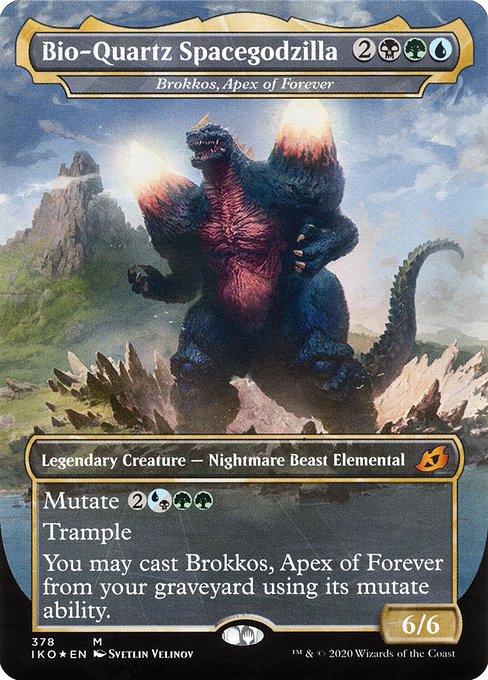 Bio-Quartz Spacegodzilla 2
Brokkos, Apex of Forever
Legendary Creature — Nightmare Beast Elemental
Mutate 2
Trample
You may cast Brokkos, Apex of Forever
from your graveyard using its mutate
ability.
6/6
378 M
IKO★EN Svetlin Velinov
™ & © 2020 Wizards of the Coast